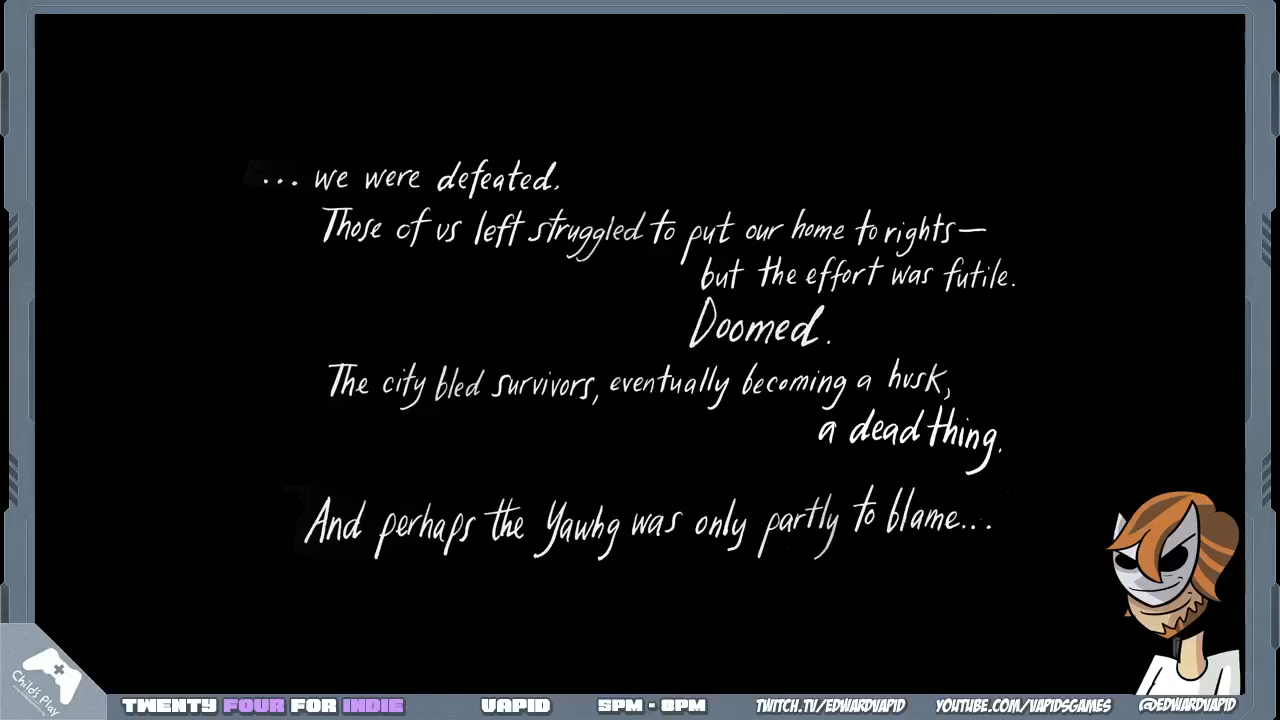 ... we were defeated.
Those of us left struggled to put our home to rights—
but the effort was futile.
Doomed.
The city bled survivors, eventually becoming a husk,
a dead thing.
And perhaps the Yawhg was only partly to blame...
Child's Play
TWENTY FOUR FOR INDIE VAPID 5PM - 8PM TWITCH.TV/EDWARDVAPID YOUTUBE.COM/VAPIDSGAMES @EDWARDVAPID